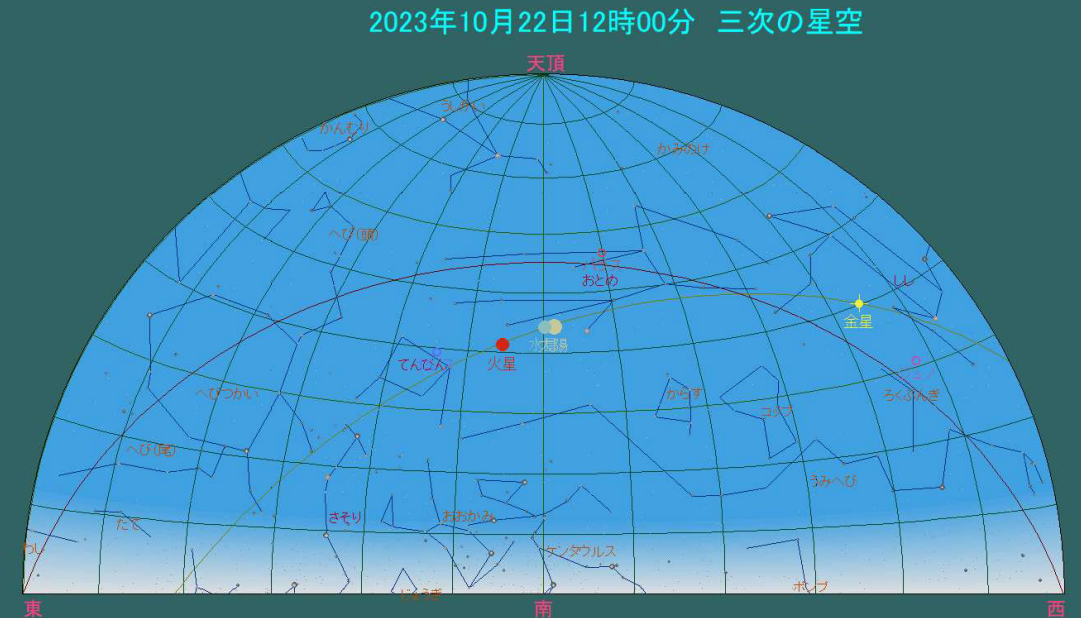 2023年10月22日12時00分 三次の星空
天頂
うしかい
かんむり
かみのけ
へび(頭)
おとめ
しし
金星
てんびん
火星
へびつかい
からす
コップ
ろくぶんぎ
へび(尾)
うみへび
たて
さそり
おおかみ
わし
ケンタウルス
じょうぎ
ポンプ
東
南
西